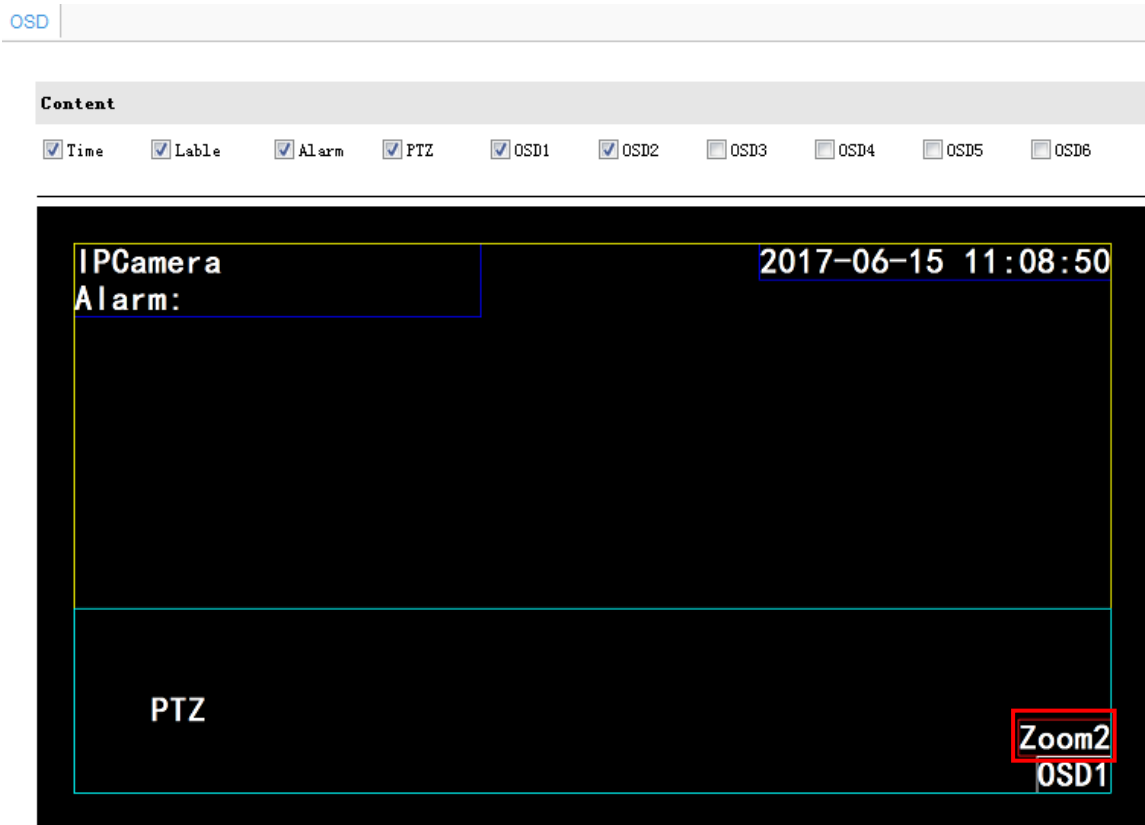 OSD
Content
Time Lable Alarm PTZ OSD1 OSD2 OSD3 OSD4 OSD5 OSD6
IPCamera 2017-06-15 11:08:50
Alarm:
PTZ
Zoom2
OSD1